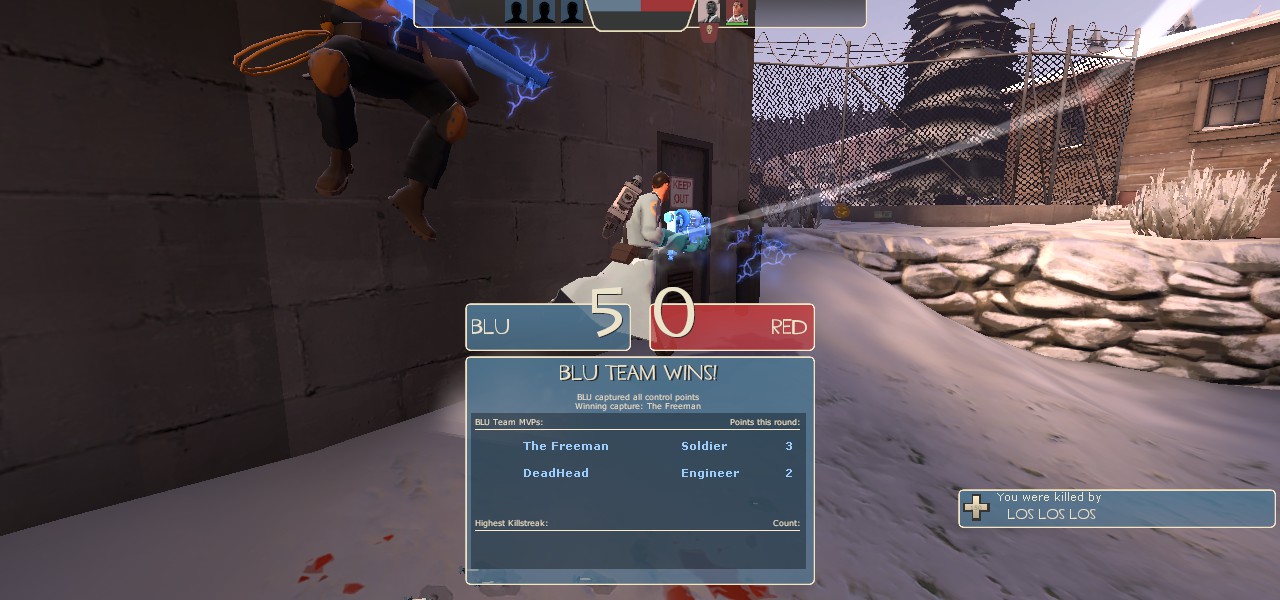 KEEP
OUT
BLU 5 0 RED
BLU TEAM WINS!
BLU captured all control points
Winning capture: The Freeman
BLU Team MVPs: Points this round:
The Freeman Soldier 3
DeadHead Engineer 2
Highest Killstreak: Count:
You were killed by
LOS LOS LOS